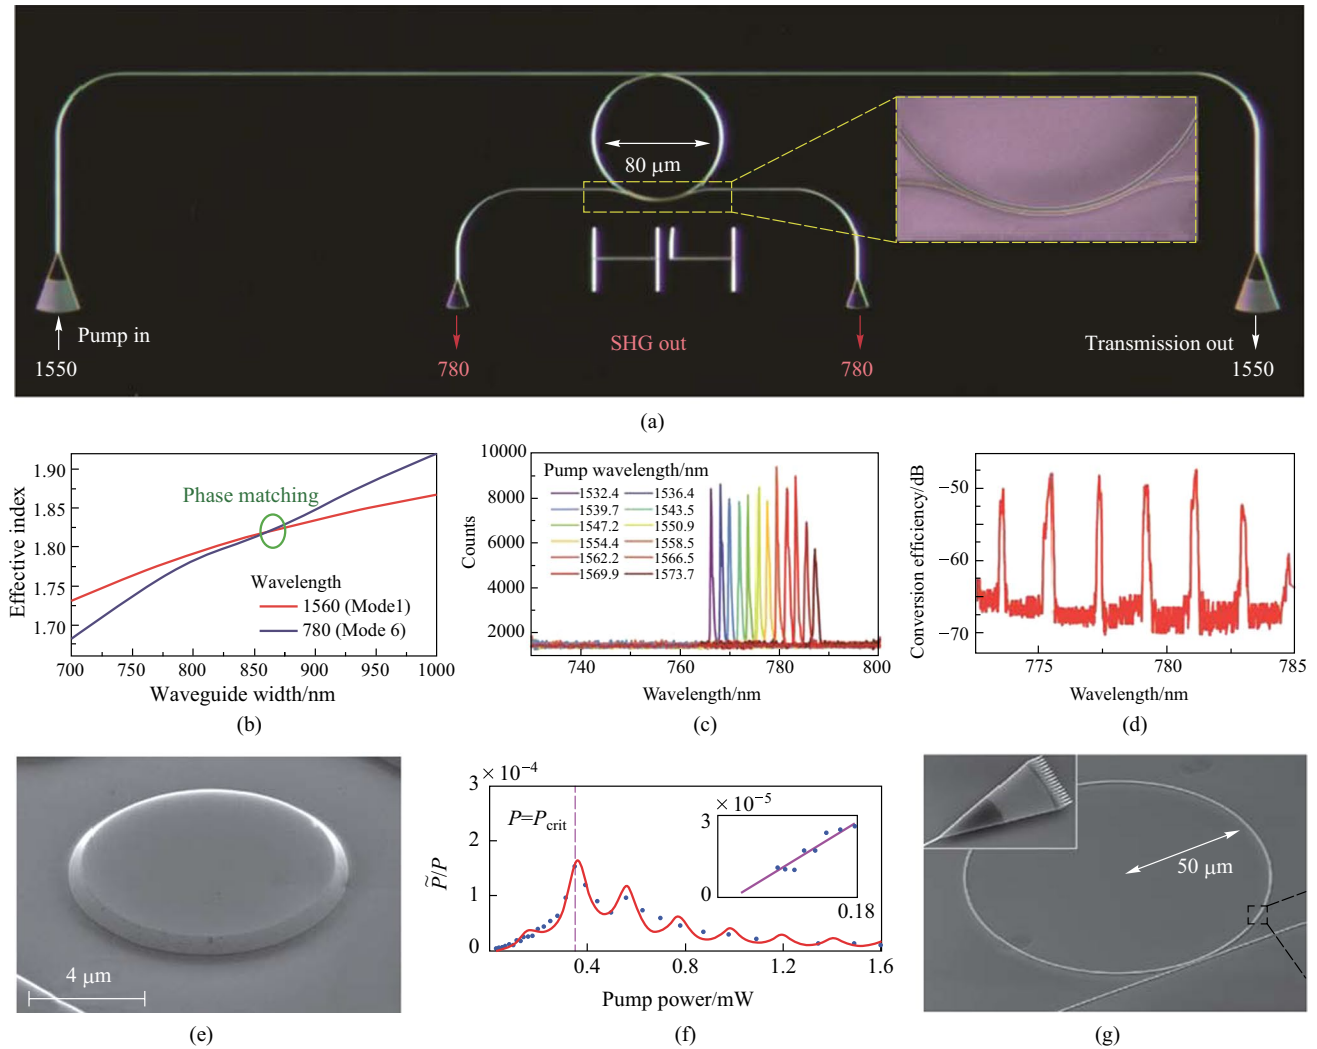 80 μm
Pump in
1550
780
SHG out
780
Transmission out
1550
(a)
Effective index
1.90
1.85
1.80
1.75
1.70
Phase matching
Wavelength
1560 (Mode1)
780 (Mode 6)
700 750 800 850 900 950 1000
Waveguide width/nm
(b)
Counts
10000
8000
6000
4000
2000
Pump wavelength/nm
1532.4 1536.4
1539.7 1543.5
1547.2 1550.9
1554.4 1558.5
1562.2 1566.5
1569.9 1573.7
740 760 780 800
Wavelength/nm
(c)
Conversion efficiency/dB
−50
−60
−70
775 780 785
Wavelength/nm
(d)
4 μm
(e)
3 × 10⁻⁴
2
1
0
P̃/P
P=Pcrit
3 × 10⁻⁵
0
0.18
0.4 0.8 1.2 1.6
Pump power/mW
(f)
50 μm
(g)